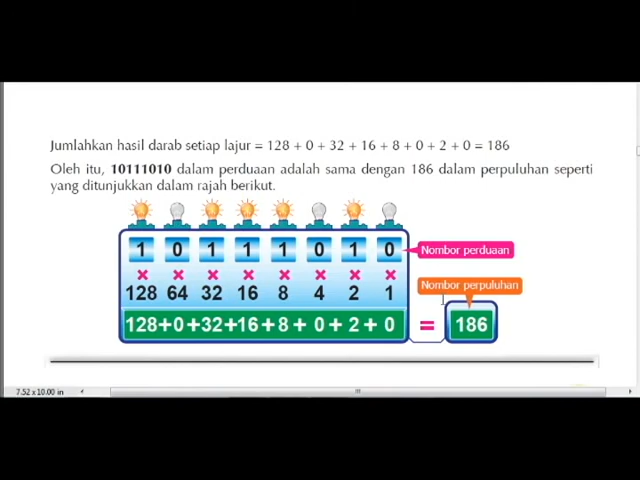 Jumlahkan hasil darab setiap lajur = 128 + 0 + 32 + 16 + 8 + 0 + 2 + 0 = 186
Oleh itu, 10111010 dalam perduaan adalah sama dengan 186 dalam perpuluhan seperti
yang ditunjukkan dalam rajah berikut.
1 0 1 1 1 0 1 0
Nombor perduaan
× × × × × × × ×
128 64 32 16 8 4 2 1
Nombor perpuluhan
128+0+32+16+8+0+2+0 = 186
7.52 x 10.00 in